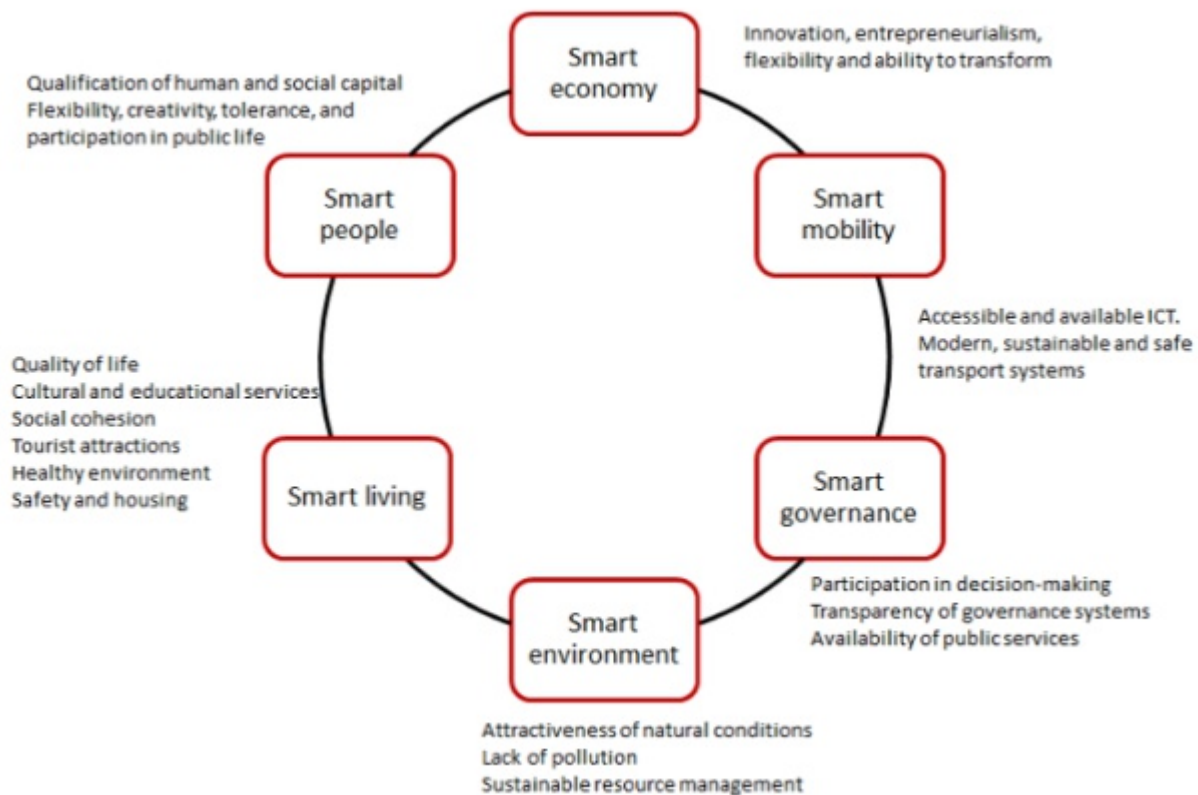 Smart
economy
Innovation, entrepreneurialism,
flexibility and ability to transform
Smart
mobility
Accessible and available ICT.
Modern, sustainable and safe
transport systems
Smart
governance
Participation in decision-making
Transparency of governance systems
Availability of public services
Smart
environment
Attractiveness of natural conditions
Lack of pollution
Sustainable resource management
Smart living
Quality of life
Cultural and educational services
Social cohesion
Tourist attractions
Healthy environment
Safety and housing
Smart
people
Qualification of human and social capital
Flexibility, creativity, tolerance, and
participation in public life